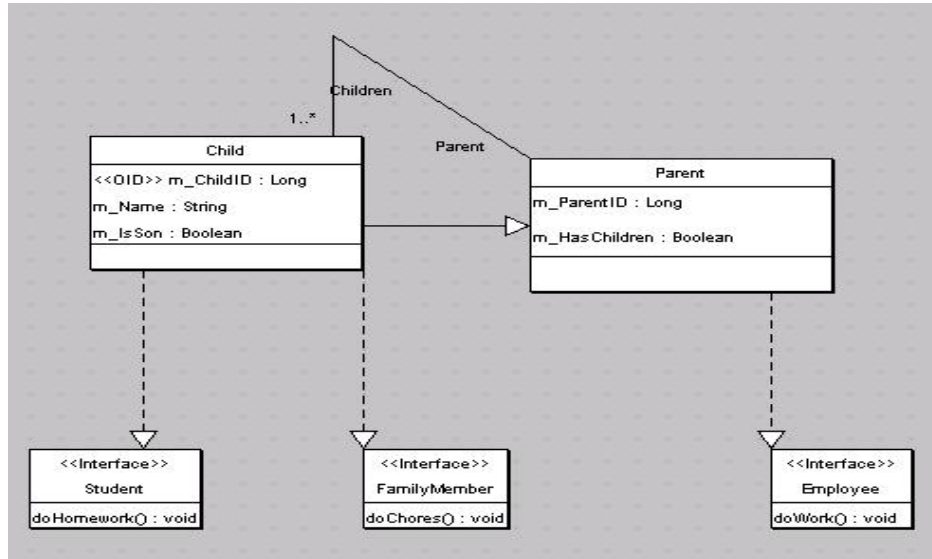 Children
1..*
Parent
Child
<<OID>> m_ChildID : Long
m_Name : String
m_IsSon : Boolean
Parent
m_ParentID : Long
m_HasChildren : Boolean
<<Interface>>
Student
doHomework() : void
<<Interface>>
FamilyMember
doChores() : void
<<Interface>>
Employee
doWork() : void